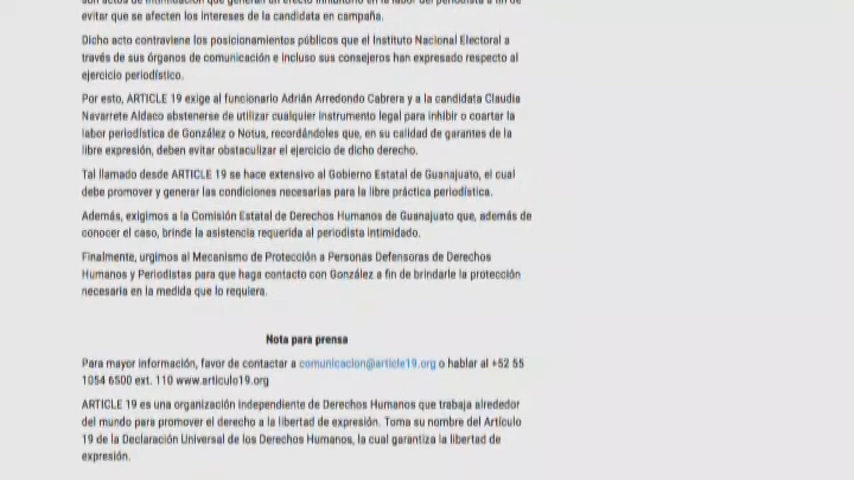 evitar que se afecten los intereses de la candidata en campaña.
Dicho acto contraviene los posicionamientos públicos que el Instituto Nacional Electoral a
través de sus órganos de comunicación e incluso sus consejeros han expresado respecto al
ejercicio periodístico.
Por esto, ARTICLE 19 exige al funcionario Adrián Arredondo Cabrera y a la candidata Claudia
Navarrete Aldaco abstenerse de utilizar cualquier instrumento legal para inhibir o coartar la
labor periodística de González o Notus, recordándoles que, en su calidad de garantes de la
libre expresión, deben evitar obstaculizar el ejercicio de dicho derecho.
Tal llamado desde ARTICLE 19 se hace extensivo al Gobierno Estatal de Guanajuato, el cual
debe promover y generar las condiciones necesarias para la libre práctica periodística.
Además, exigimos a la Comisión Estatal de Derechos Humanos de Guanajuato que, además de
conocer el caso, brinde la asistencia requerida al periodista intimidado.
Finalmente, urgimos al Mecanismo de Protección a Personas Defensoras de Derechos
Humanos y Periodistas para que haga contacto con González a fin de brindarle la protección
necesaria en la medida que lo requiera.
Nota para prensa
Para mayor información, favor de contactar a comunicacion@article19.org o hablar al +52 55
1054 6500 ext. 110 www.articulo19.org
ARTICLE 19 es una organización independiente de Derechos Humanos que trabaja alrededor
del mundo para promover el derecho a la libertad de expresión. Toma su nombre del Artículo
19 de la Declaración Universal de los Derechos Humanos, la cual garantiza la libertad de
expresión.